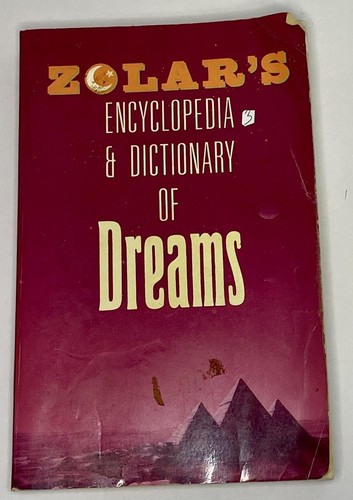 ZOLAR'S
ENCYCLOPEDIA
& DICTIONARY
OF
Dreams